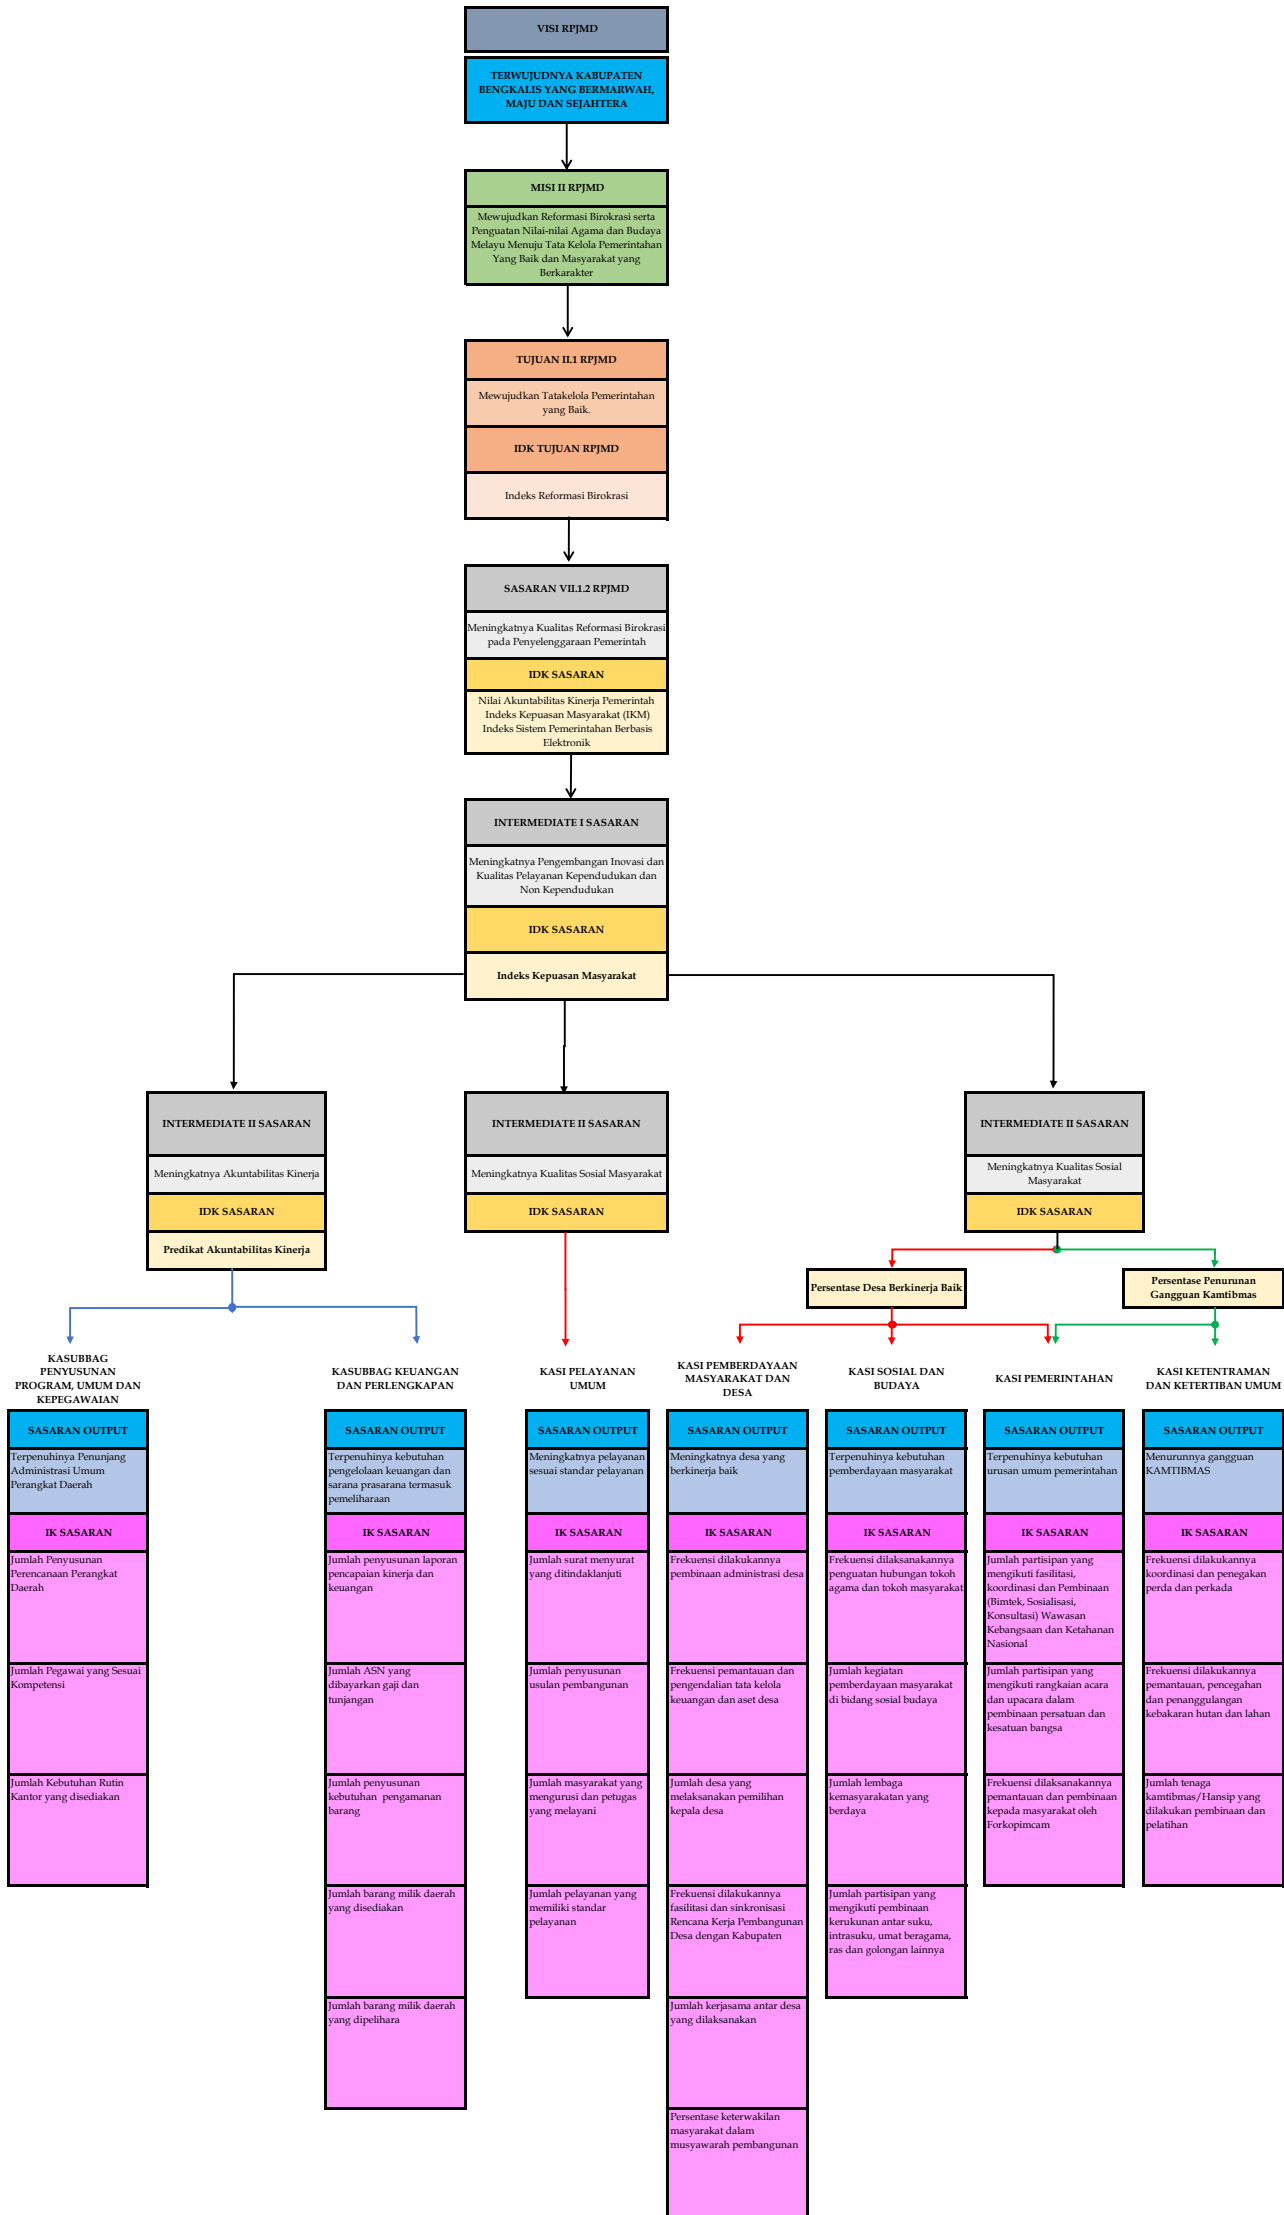 VISI RPJMD
TERWUJUDNYA KABUPATEN
BENGKALIS YANG BERMARWAH,
MAJU DAN SEJAHTERA
MISI II RPJMD
Mewujudkan Reformasi Birokrasi serta
Penguatan Nilai-nilai Agama dan Budaya
Melayu Menuju Tata Kelola Pemerintahan
Yang Baik dan Masyarakat yang
Berkarakter
TUJUAN II.1 RPJMD
Mewujudkan Tatakelola Pemerintahan
yang Baik.
IDK TUJUAN RPJMD
Indeks Reformasi Birokrasi
SASARAN VII.1.2 RPJMD
Meningkatnya Kualitas Reformasi Birokrasi
pada Penyelenggaraan Pemerintah
IDK SASARAN
Nilai Akuntabilitas Kinerja Pemerintah
Indeks Kepuasan Masyarakat (IKM)
Indeks Sistem Pemerintahan Berbasis
Elektronik
INTERMEDIATE I SASARAN
Meningkatnya Pengembangan Inovasi dan
Kualitas Pelayanan Kependudukan dan
Non Kependudukan
IDK SASARAN
Indeks Kepuasan Masyarakat
INTERMEDIATE II SASARAN
Meningkatnya Akuntabilitas Kinerja
IDK SASARAN
Predikat Akuntabilitas Kinerja
INTERMEDIATE II SASARAN
Meningkatnya Kualitas Sosial Masyarakat
IDK SASARAN
INTERMEDIATE II SASARAN
Meningkatnya Kualitas Sosial
Masyarakat
IDK SASARAN
Persentase Desa Berkinerja Baik
Persentase Penurunan
Gangguan Kamtibmas
KASUBBAG
PENYUSUNAN
PROGRAM, UMUM DAN
KEPEGAWAIAN
SASARAN OUTPUT
Terpenuhinya Penunjang
Administrasi Umum
Perangkat Daerah
IK SASARAN
Jumlah Penyusunan
Perencanaan Perangkat
Daerah
Jumlah Pegawai yang Sesuai
Kompetensi
Jumlah Kebutuhan Rutin
Kantor yang disediakan
KASUBBAG KEUANGAN
DAN PERLENGKAPAN
SASARAN OUTPUT
Terpenuhinya kebutuhan
pengelolaan keuangan dan
sarana prasarana termasuk
pemeliharaan
IK SASARAN
Jumlah penyusunan laporan
pencapaian kinerja dan
keuangan
Jumlah ASN yang
dibayarkan gaji dan
tunjangan
Jumlah penyusunan
kebutuhan pengamanan
barang
Jumlah barang milik daerah
yang disediakan
Jumlah barang milik daerah
yang dipelihara
KASI PELAYANAN
UMUM
SASARAN OUTPUT
Meningkatnya pelayanan
sesuai standar pelayanan
IK SASARAN
Jumlah surat menyurat
yang ditindaklanjuti
Jumlah penyusunan
usulan pembangunan
Jumlah masyarakat yang
mengurusi dan petugas
yang melayani
Jumlah pelayanan yang
memiliki standar
pelayanan
KASI PEMBERDAYAAN
MASYARAKAT DAN
DESA
SASARAN OUTPUT
Meningkatnya desa yang
berkinerja baik
IK SASARAN
Frekuensi dilakukannya
pembinaan administrasi desa
Frekuensi pemantauan dan
pengendalian tata kelola
keuangan dan aset desa
Jumlah desa yang
melaksanakan pemilihan
kepala desa
Frekuensi dilakukannya
fasilitasi dan sinkronisasi
Rencana Kerja Pembangunan
Desa dengan Kabupaten
Jumlah kerjasama antar desa
yang dilaksanakan
Persentase keterwakilan
masyarakat dalam
musyawarah pembangunan
KASI SOSIAL DAN
BUDAYA
SASARAN OUTPUT
Terpenuhinya kebutuhan
pemberdayaan masyarakat
IK SASARAN
Frekuensi dilaksanakannya
penguatan hubungan tokoh
agama dan tokoh masyarakat
Jumlah kegiatan
pemberdayaan masyarakat
di bidang sosial budaya
Jumlah lembaga
kemasyarakatan yang
berdaya
Jumlah partisipan yang
mengikuti pembinaan
kerukunan antar suku,
intrasuku, umat beragama,
ras dan golongan lainnya
KASI PEMERINTAHAN
SASARAN OUTPUT
Terpenuhinya kebutuhan
urusan umum pemerintahan
IK SASARAN
Jumlah partisipan yang
mengikuti fasilitasi,
koordinasi dan Pembinaan
(Bimtek, Sosialisasi,
Konsultasi) Wawasan
Kebangsaan dan Ketahanan
Nasional
Jumlah partisipan yang
mengikuti rangkaian acara
dan upacara dalam
pembinaan persatuan dan
kesatuan bangsa
Frekuensi dilaksanakannya
pemantauan dan pembinaan
kepada masyarakat oleh
Forkopimcam
KASI KETENTRAMAN
DAN KETERTIBAN UMUM
SASARAN OUTPUT
Menurunnya gangguan
KAMTIBMAS
IK SASARAN
Frekuensi dilakukannya
koordinasi dan penegakan
perda dan perkada
Frekuensi dilakukannya
pemantauan, pencegahan
dan penanggulangan
kebakaran hutan dan lahan
Jumlah tenaga
kamtibmas/Hansip yang
dilakukan pembinaan dan
pelatihan